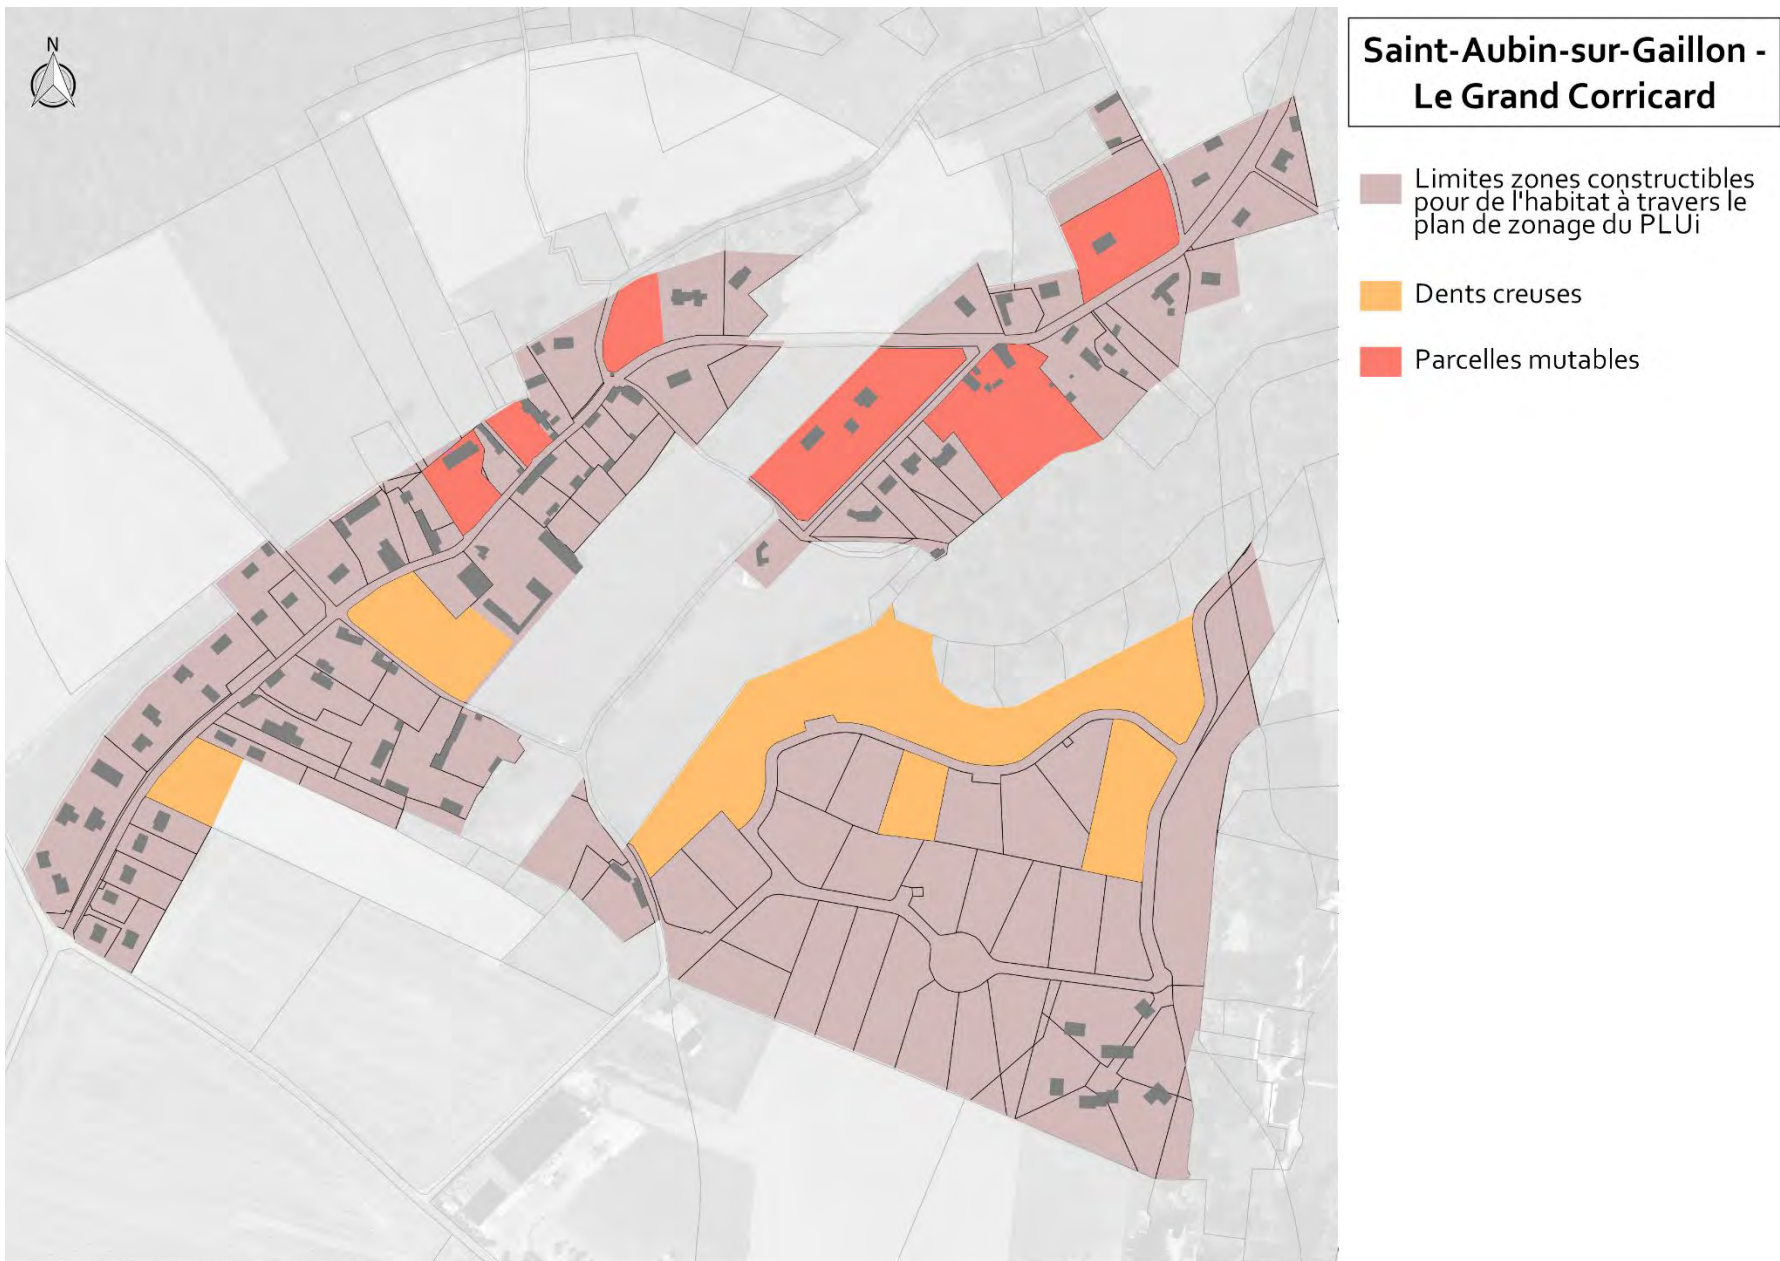 N
Saint-Aubin-sur-Gaillon -
Le Grand Corricard
Limites zones constructibles
pour de l'habitat à travers le
plan de zonage du PLUi
Dents creuses
Parcelles mutables